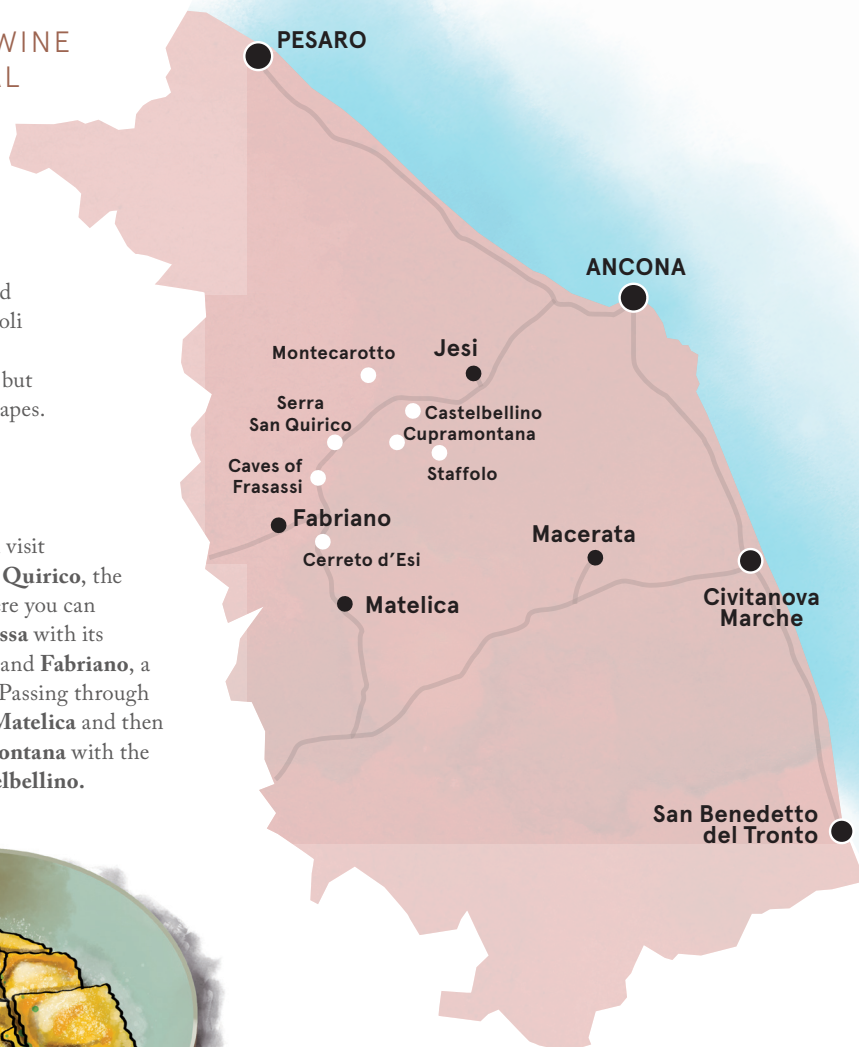 WINE
L
d
oli
but
apes.
visit
Quirico, the
ere you can
ssa with its
and Fabriano, a
Passing through
Matelica and then
ontana with the
elbellino.
PESARO
ANCONA
Montecarotto
Jesi
Serra
San Quirico
Castelbellino
Cupramontana
Staffolo
Caves of
Frasassi
Fabriano
Cerreto d’Esi
Macerata
Matelica
Civitanova
Marche
San Benedetto
del Tronto